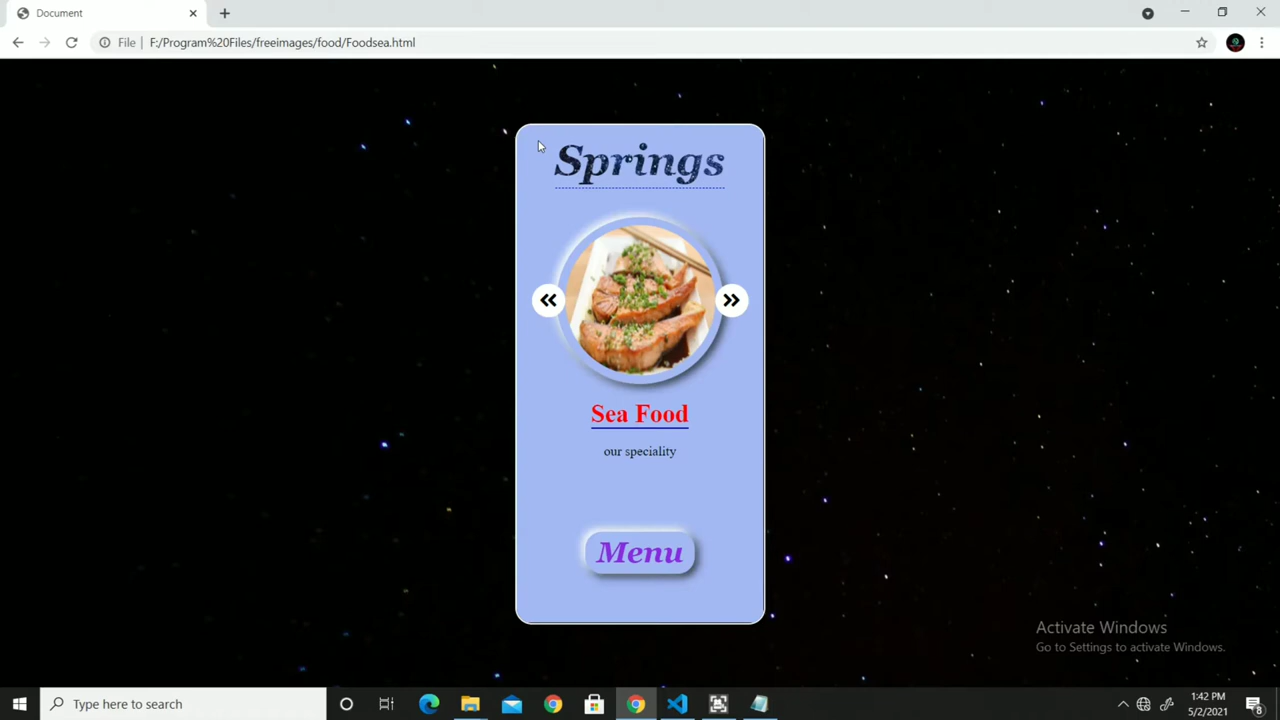 Document
File
F:/Program%20Files/freeimages/food/Foodsea.html
Springs
Sea Food
our speciality
Menu
Activate Windows
Go to Settings to activate Windows.
Type here to search
1:42 PM
5/2/2021
8